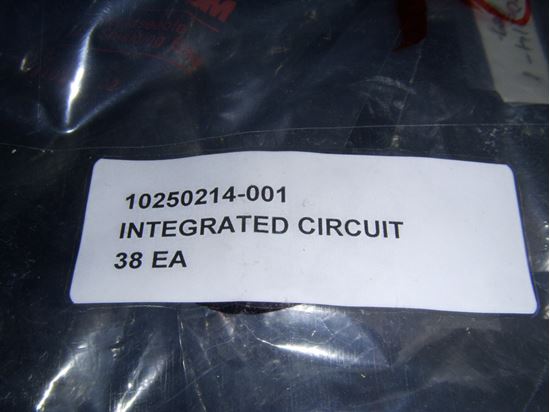 10250214-001
INTEGRATED CIRCUIT
38 EA